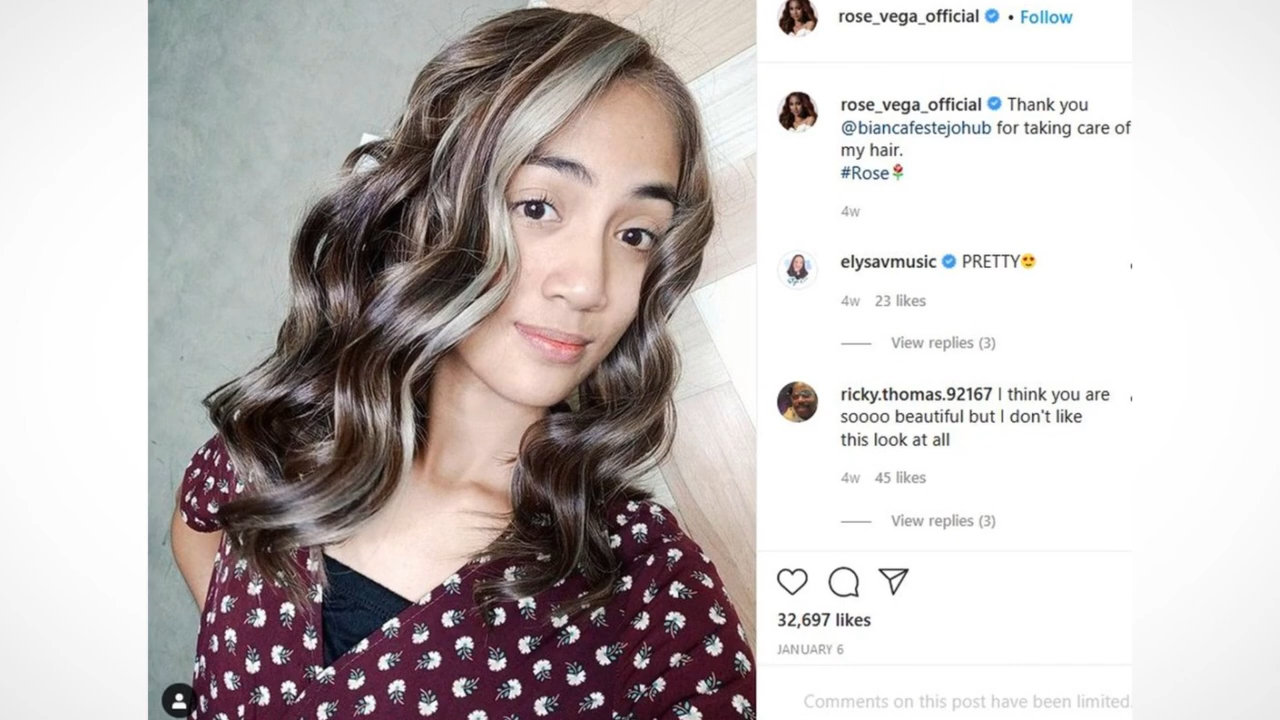 rose_vega_official • Follow
rose_vega_official Thank you
@biancafestejohub for taking care of
my hair.
#Rose🌹
4w
elysavmusic PRETTY😍
4w 23 likes
View replies (3)
ricky.thomas.92167 I think you are
soooo beautiful but I don't like
this look at all
4w 45 likes
View replies (3)
32,697 likes
JANUARY 6
Comments on this post have been limited.